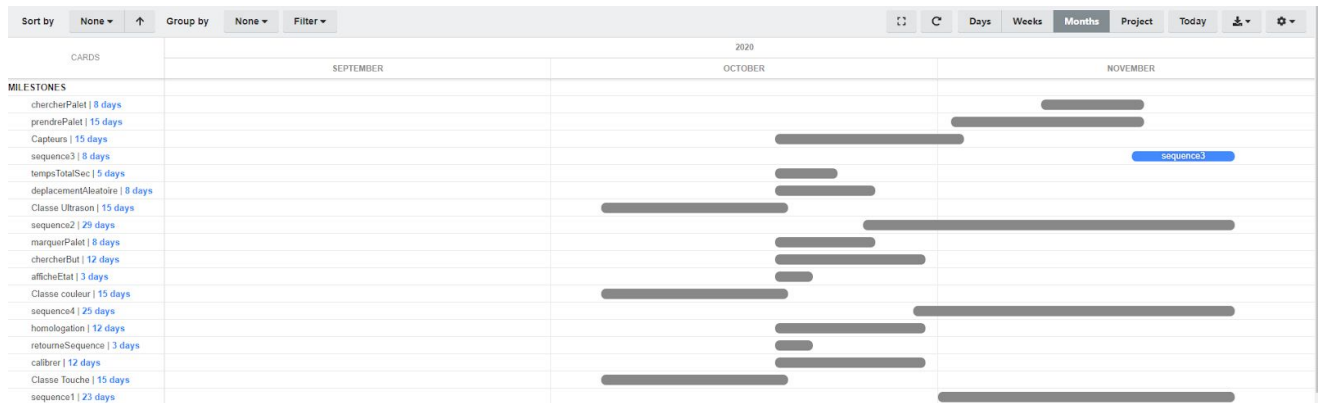 Sort by None Group by None Filter Days Weeks Months Project Today
CARDS
2020
SEPTEMBER OCTOBER NOVEMBER
MILESTONES
chercherPalet | 8 days
prendrePalet | 15 days
Capteurs | 15 days
sequence3 | 8 days sequence3
tempsTotalSec | 5 days
deplacementAleatoire | 8 days
Classe Ultrason | 15 days
sequence2 | 29 days
marquerPalet | 8 days
chercherBut | 12 days
afficheEtat | 3 days
Classe couleur | 15 days
sequence4 | 25 days
homologation | 12 days
retourneSequence | 3 days
calibrer | 12 days
Classe Touche | 15 days
sequence1 | 23 days